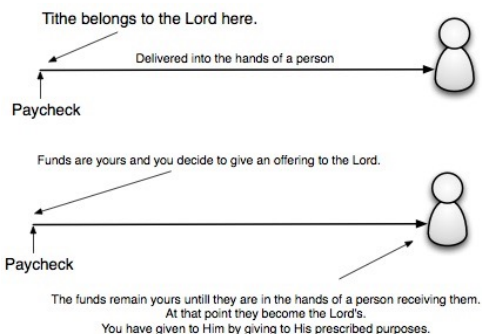 Tithe belongs to the Lord here.
Delivered into the hands of a person
Paycheck
Funds are yours and you decide to give an offering to the Lord.
Paycheck
The funds remain yours untill they are in the hands of a person receiving them.
At that point they become the Lord's.
You have given to Him by giving to His prescribed purposes.